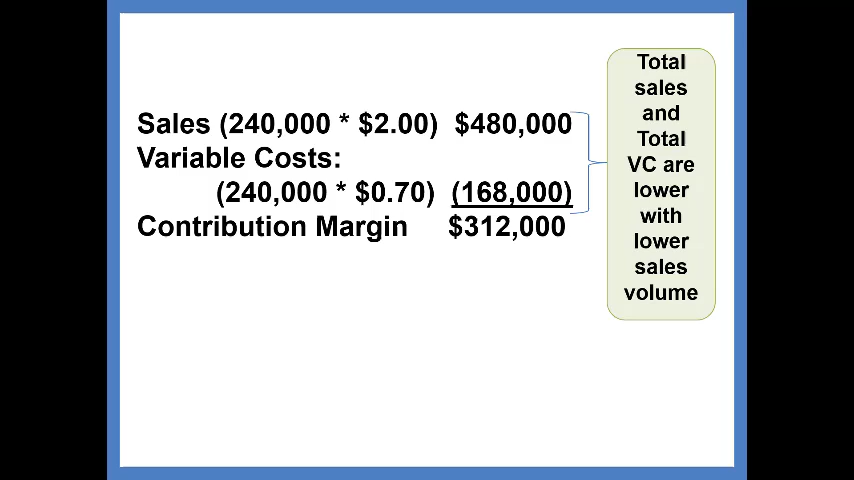 Sales (240,000 * $2.00) $480,000
Variable Costs:
(240,000 * $0.70) (168,000)
Contribution Margin $312,000
Total
sales
and
Total
VC are
lower
with
lower
sales
volume